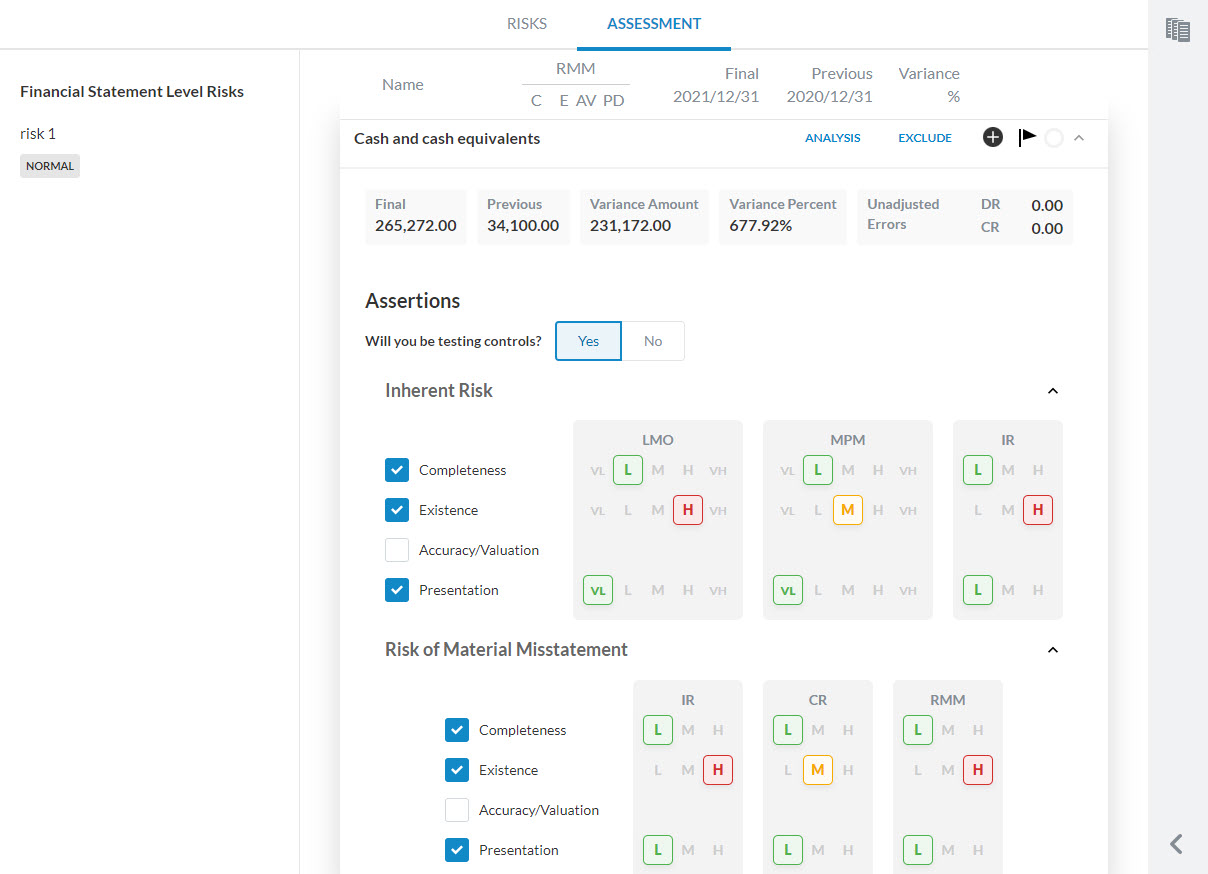 RISKS ASSESSMENT
Financial Statement Level Risks
risk 1
NORMAL
Name RMM Final Previous Variance
C E AV PD 2021/12/31 2020/12/31 %
Cash and cash equivalents ANALYSIS EXCLUDE
Final Previous Variance Amount Variance Percent Unadjusted Errors DR 0.00
265,272.00 34,100.00 231,172.00 677.92% CR 0.00
Assertions
Will you be testing controls? Yes No
Inherent Risk
LMO MPM IR
Completeness VL L M H VH VL L M H VH L M H
Existence VL L M H VH VL L M H VH L M H
Accuracy/Valuation
Presentation VL L M H VH VL L M H VH L M H
Risk of Material Misstatement
IR CR RMM
Completeness L M H L M H L M H
Existence L M H L M H L M H
Accuracy/Valuation
Presentation L M H L M H L M H